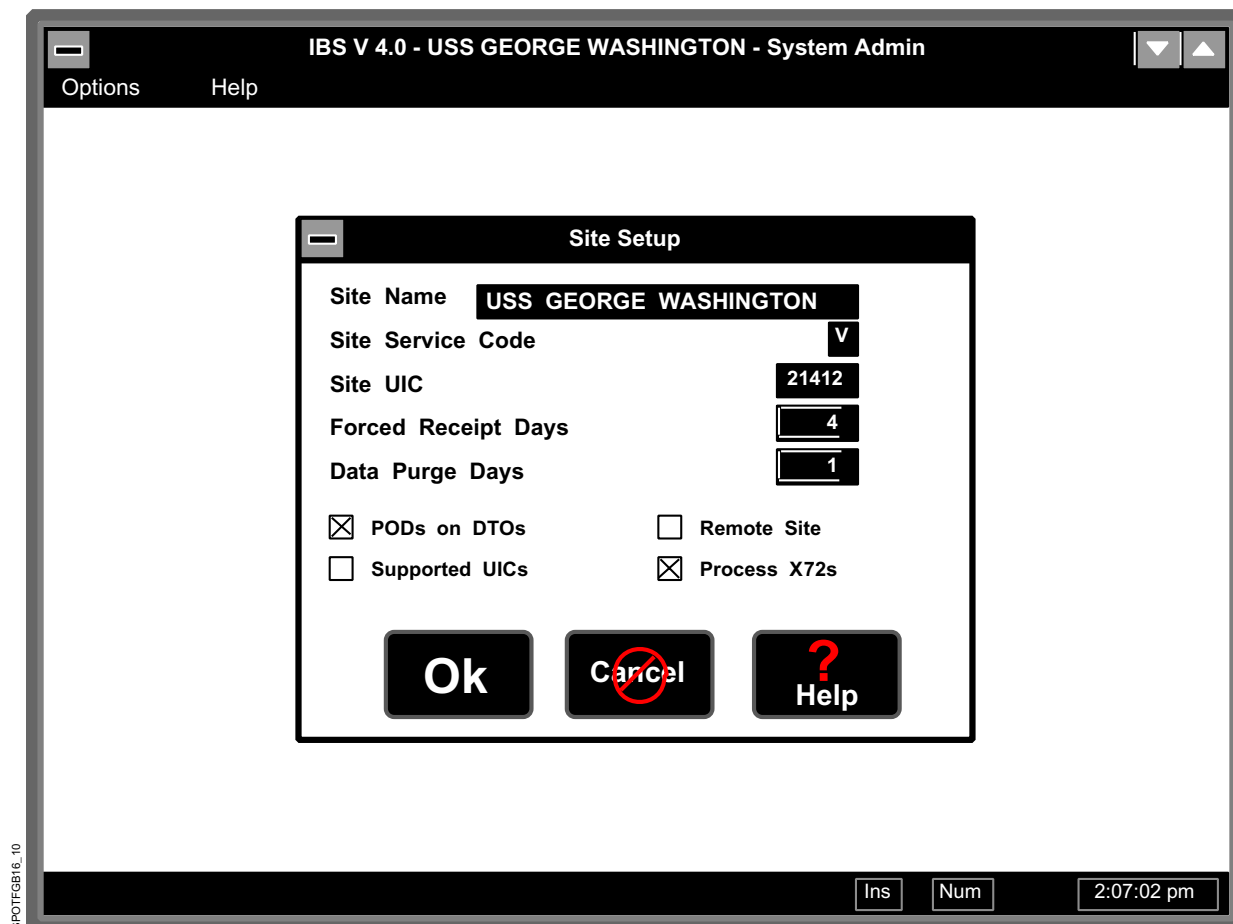 IBS V 4.0 - USS GEORGE WASHINGTON - System Admin
Options Help
Site Setup
Site Name USS GEORGE WASHINGTON
Site Service Code V
Site UIC 21412
Forced Receipt Days 4
Data Purge Days 1
PODs on DTOs Remote Site
Supported UICs Process X72s
Ok Cancel ? Help
Ins Num 2:07:02 pm